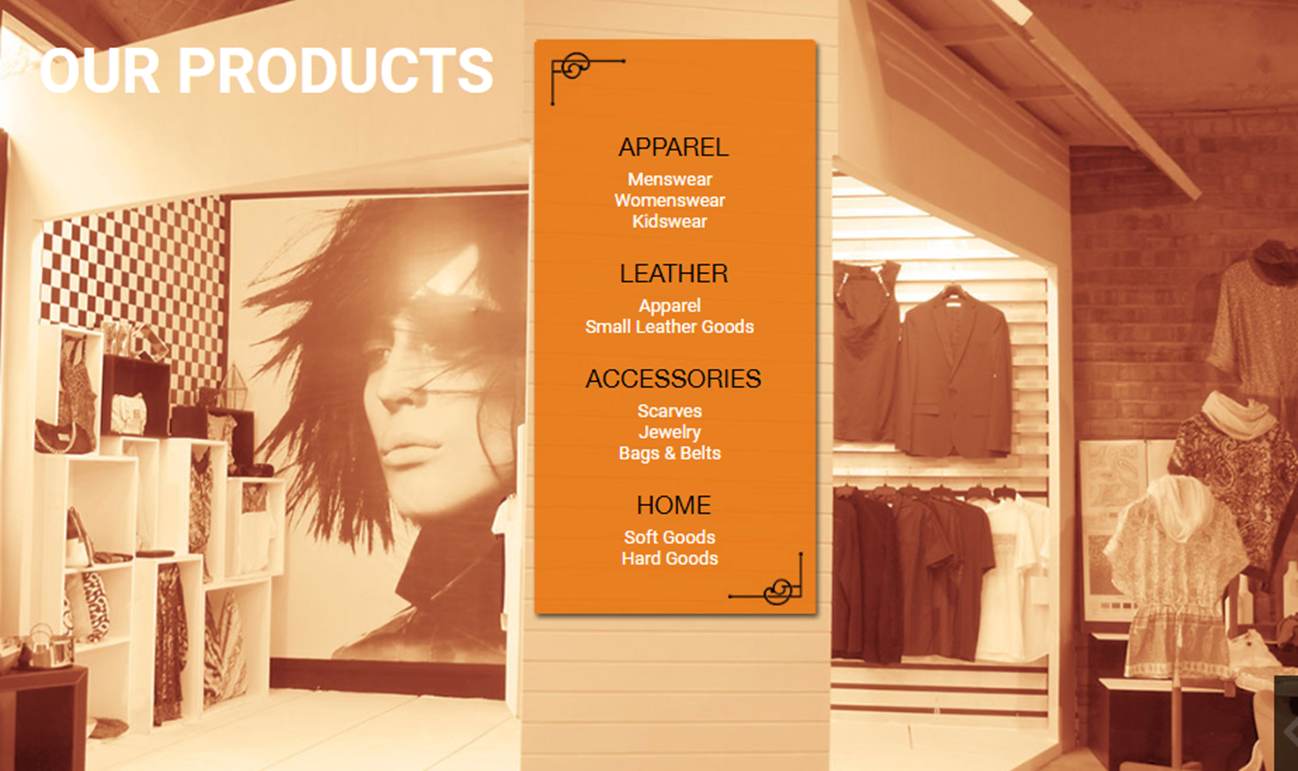 OUR PRODUCTS
APPAREL
Menswear
Womenswear
Kidswear
LEATHER
Apparel
Small Leather Goods
ACCESSORIES
Scarves
Jewelry
Bags & Belts
HOME
Soft Goods
Hard Goods